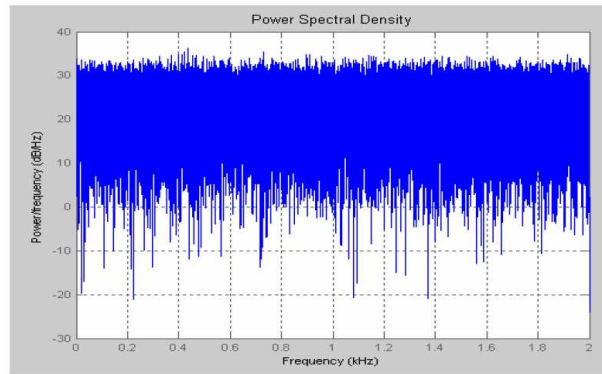 Power Spectral Density
Power/frequency (dB/Hz)
40
30
20
10
0
-10
-20
-30
0 0.2 0.4 0.6 0.8 1 1.2 1.4 1.6 1.8 2
Frequency (kHz)